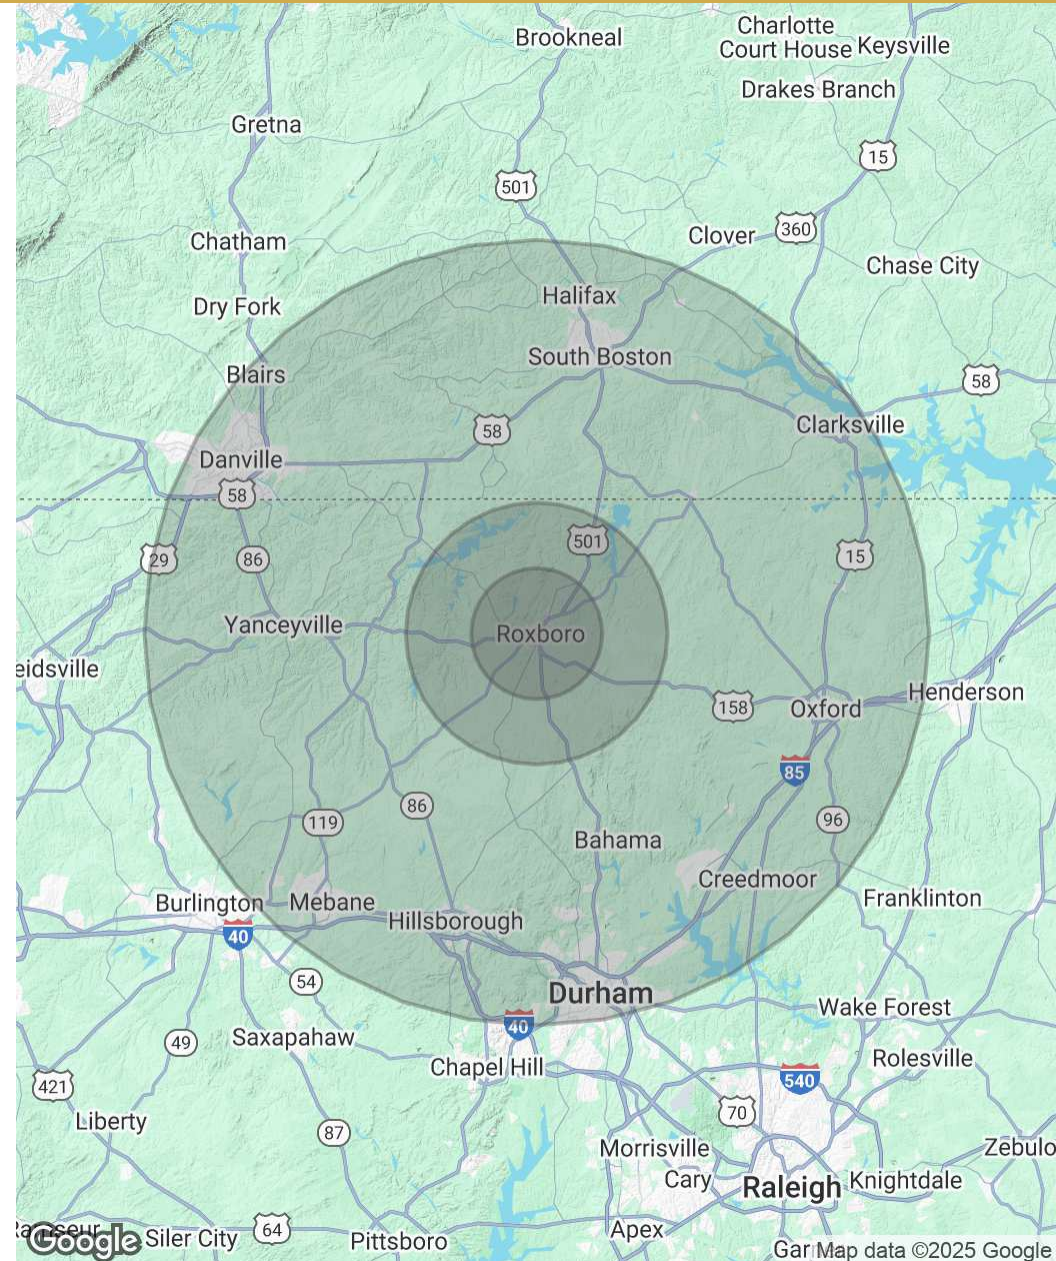 Brookneal
Charlotte
Court House
Keysville
Drakes Branch
Gretna
15
501
Chatham
Clover
360
Chase City
Halifax
Dry Fork
South Boston
Blairs
58
Clarksville
58
Danville
58
501
29
86
15
Yanceyville
Roxboro
eidsville
Henderson
158
Oxford
85
86
119
96
Bahama
Creedmoor
Franklinton
Burlington
Mebane
Hillsborough
40
54
Durham
Wake Forest
40
49
Saxapahaw
Chapel Hill
Rolesville
421
540
70
Liberty
87
Morrisville
Zebulo
Cary
Raleigh
Knightdale
Ramseur
Google
Siler City
64
Pittsboro
Apex
Gar
Map data ©2025 Google